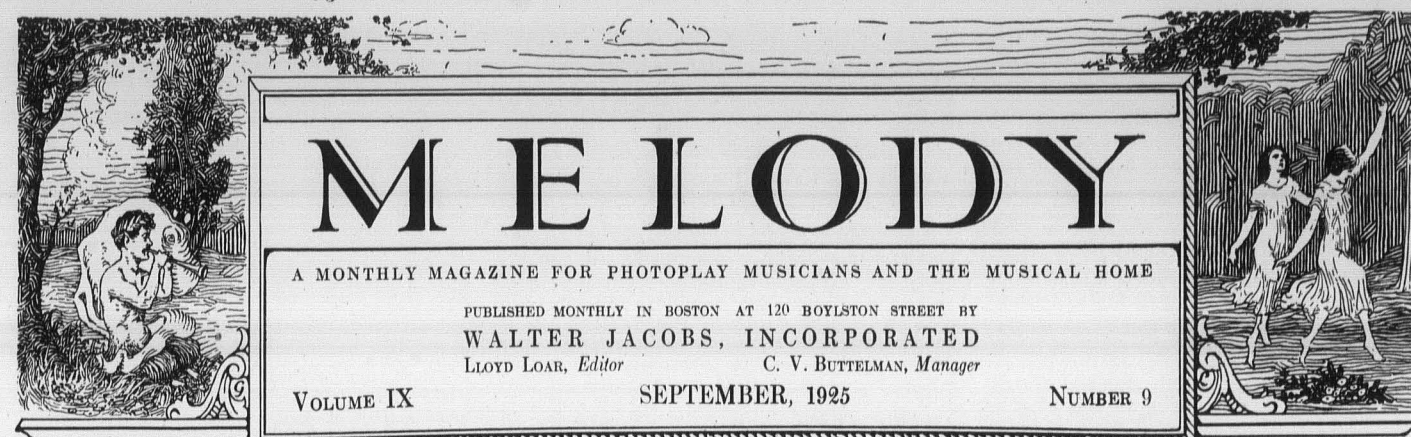 MELODY
A MONTHLY MAGAZINE FOR PHOTOPLAY MUSICIANS AND THE MUSICAL HOME
PUBLISHED MONTHLY IN BOSTON AT 120 BOYLSTON STREET BY
WALTER JACOBS, INCORPORATED
LLOYD LOAR, Editor C. V. BUTTELMAN, Manager
VOLUME IX SEPTEMBER, 1925 NUMBER 9